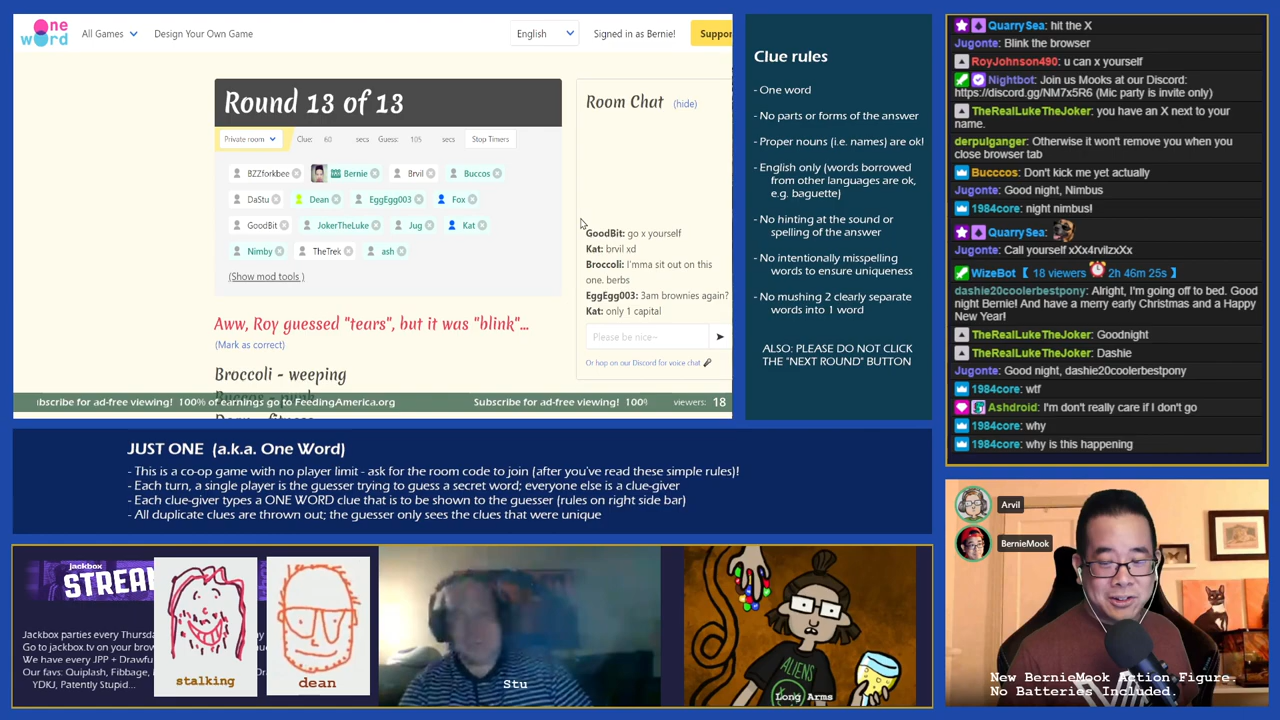 One word
All Games
Design Your Own Game
English
Signed in as Bernie!
Suppor
Round 13 of 13
Private room
Clue: 60 secs Guess: 105 secs
Stop Timers
BZZforkbee
Bernie
Brvil
Buccos
DaStu
Dean
EggEgg003
Fox
GoodBit
JokerTheLuke
Jug
Kat
Nimby
TheTrek
ash
(Show mod tools )
Aww, Roy guessed "tears", but it was "blink"...
(Mark as correct)
Broccoli - weeping
Room Chat (hide)
GoodBit: go x yourself
Kat: brvil xd
Broccoli: I'mma sit out on this
one. berbs
EggEgg003: 3am brownies again?
Kat: only 1 capital
Please be nice~
Or hop on our Discord for voice chat
ubscribe for ad-free viewing! 100% of earnings go to FeedingAmerica.org
Subscribe for ad-free viewing! 100%
viewers: 18
Clue rules
- One word
- No parts or forms of the answer
- Proper nouns (i.e. names) are ok!
- English only (words borrowed
from other languages are ok,
e.g. baguette)
- No hinting at the sound or
spelling of the answer
- No intentionally misspelling
words to ensure uniqueness
- No mushing 2 clearly separate
words into 1 word
ALSO: PLEASE DO NOT CLICK
THE "NEXT ROUND" BUTTON
QuarrySea: hit the X
Jugonte: Blink the browser
RoyJohnson490: u can x yourself
Nightbot: Join us Mooks at our Discord:
https://discord.gg/NM7x5R6 (Mic party is invite only)
TheRealLukeTheJoker: you have an X next to your
name.
derpulganger: Otherwise it won't remove you when you
close browser tab
Bucccos: Don't kick me yet actually
Jugonte: Good night, Nimbus
1984core: night nimbus!
QuarrySea:
Jugonte: Call yourself xXx4rvilzxXx
WizeBot 【 18 viewers 2h 46m 25s 】
dashie20coolerbestpony: Alright, I'm going off to bed. Good
night Bernie! And have a merry early Christmas and a Happy
New Year!
TheRealLukeTheJoker: Goodnight
TheRealLukeTheJoker: Dashie
Jugonte: Good night, dashie20coolerbestpony
1984core: wtf
Ashdroid: I'm don't really care if I don't go
1984core: why
1984core: why is this happening
JUST ONE (a.k.a. One Word)
- This is a co-op game with no player limit - ask for the room code to join (after you've read these simple rules)!
- Each turn, a single player is the guesser trying to guess a secret word; everyone else is a clue-giver
- Each clue-giver types a ONE WORD clue that is to be shown to the guesser (rules on right side bar)
- All duplicate clues are thrown out; the guesser only sees the clues that were unique
jackbox
STREA
Jackbox parties every Thursda
Go to jackbox.tv on your brow
We have every JPP + Drawfu
Our favs: Quiplash, Fibbage,
YDKJ, Patently Stupid...
stalking
dean
Stu
ALIENS
Long Arms
Arvil
BernieMook
New BernieMook Action Figure.
No Batteries Included.